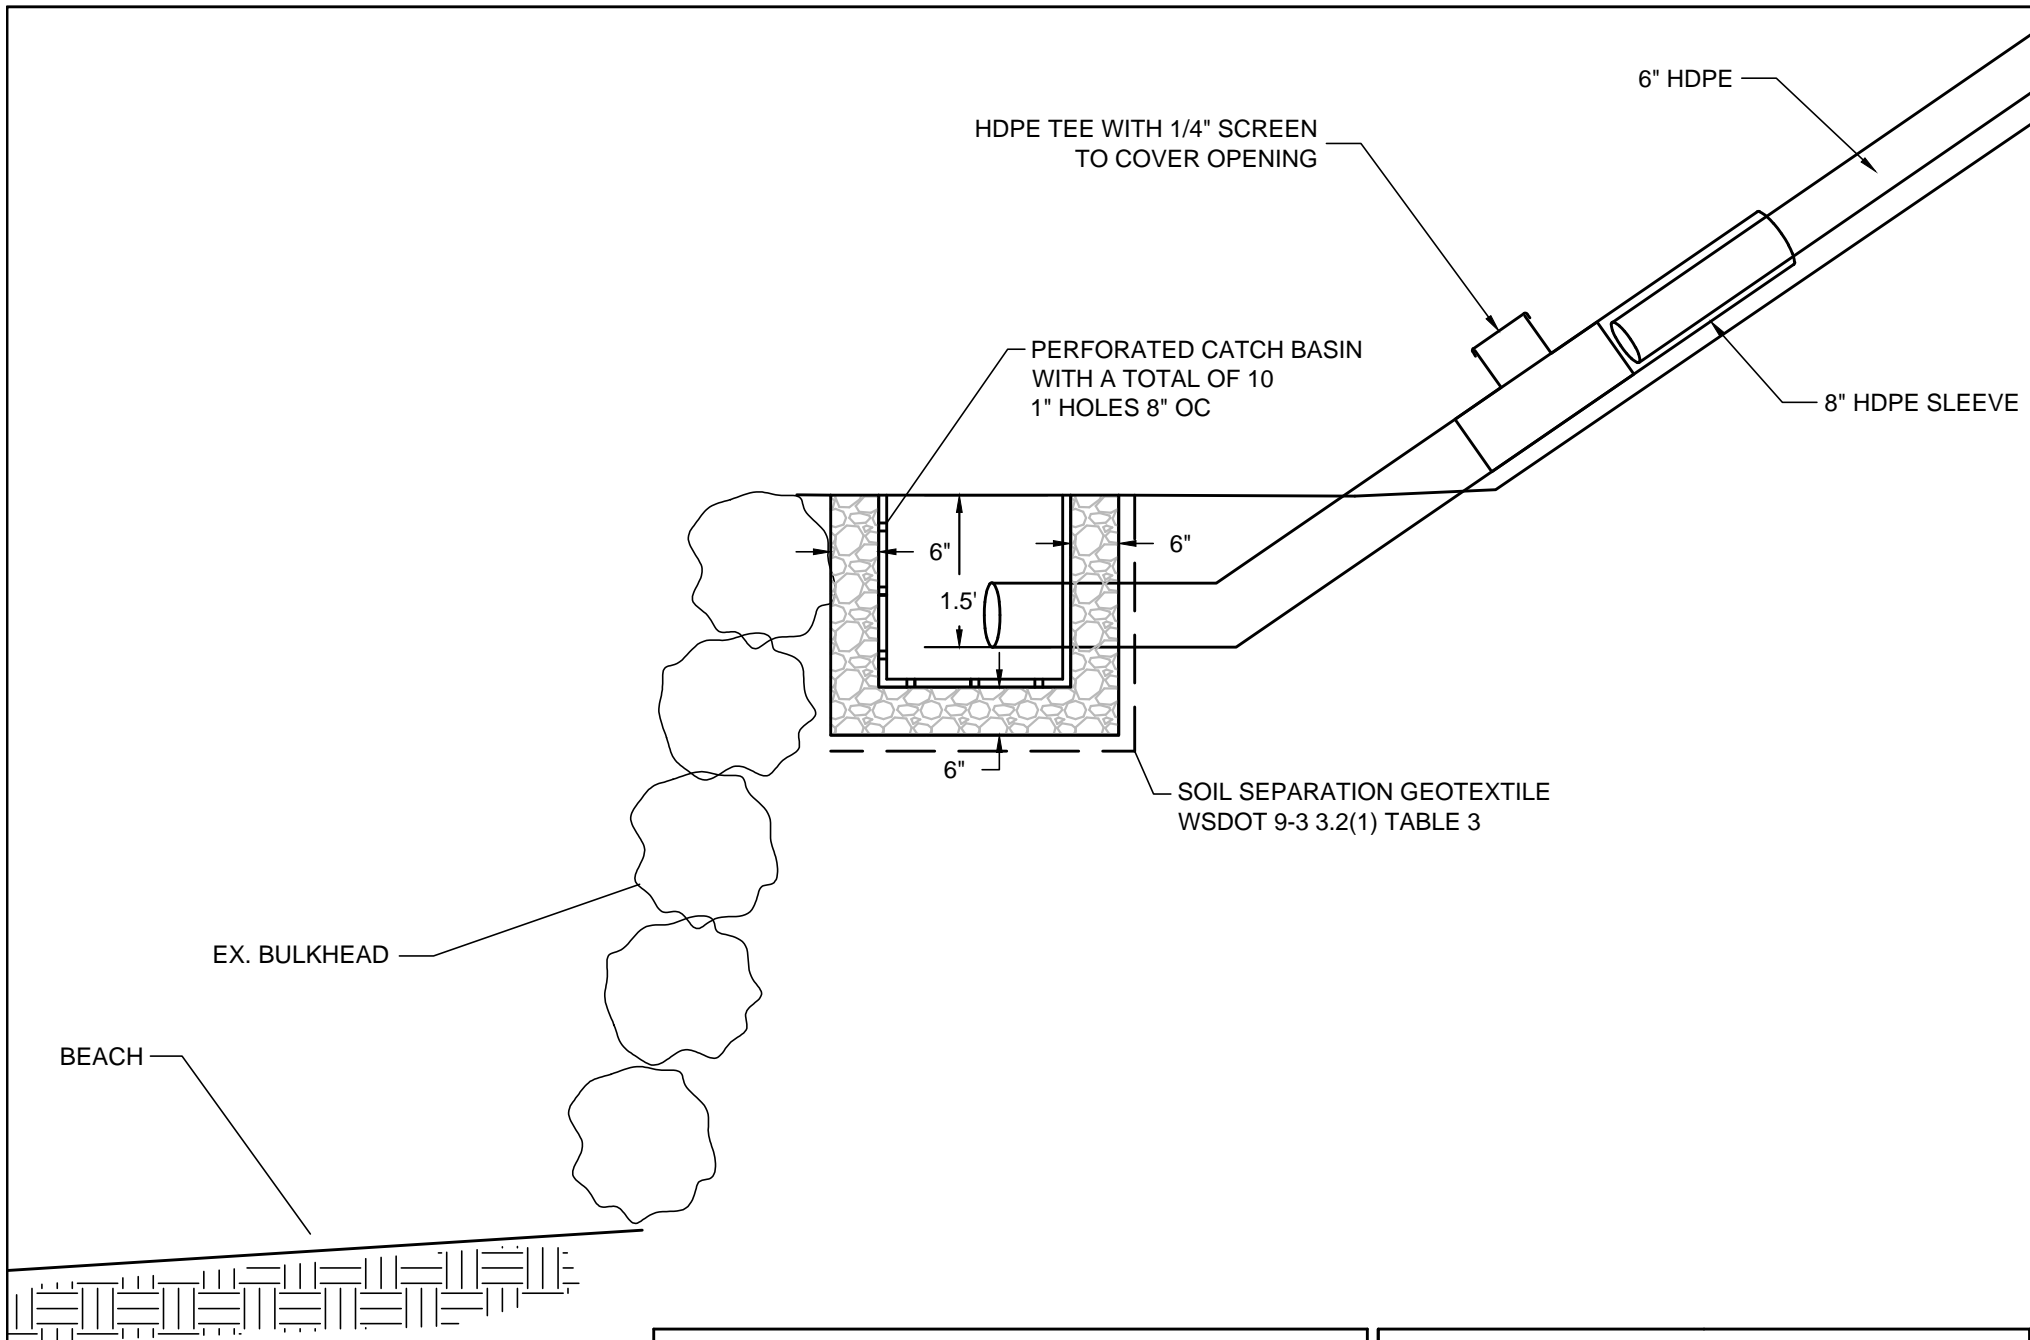 6" HDPE
HDPE TEE WITH 1/4" SCREEN
TO COVER OPENING
PERFORATED CATCH BASIN
WITH A TOTAL OF 10
1" HOLES 8" OC
8" HDPE SLEEVE
6"
6"
1.5'
6"
SOIL SEPARATION GEOTEXTILE
WSDOT 9-3 3.2(1) TABLE 3
EX. BULKHEAD
BEACH